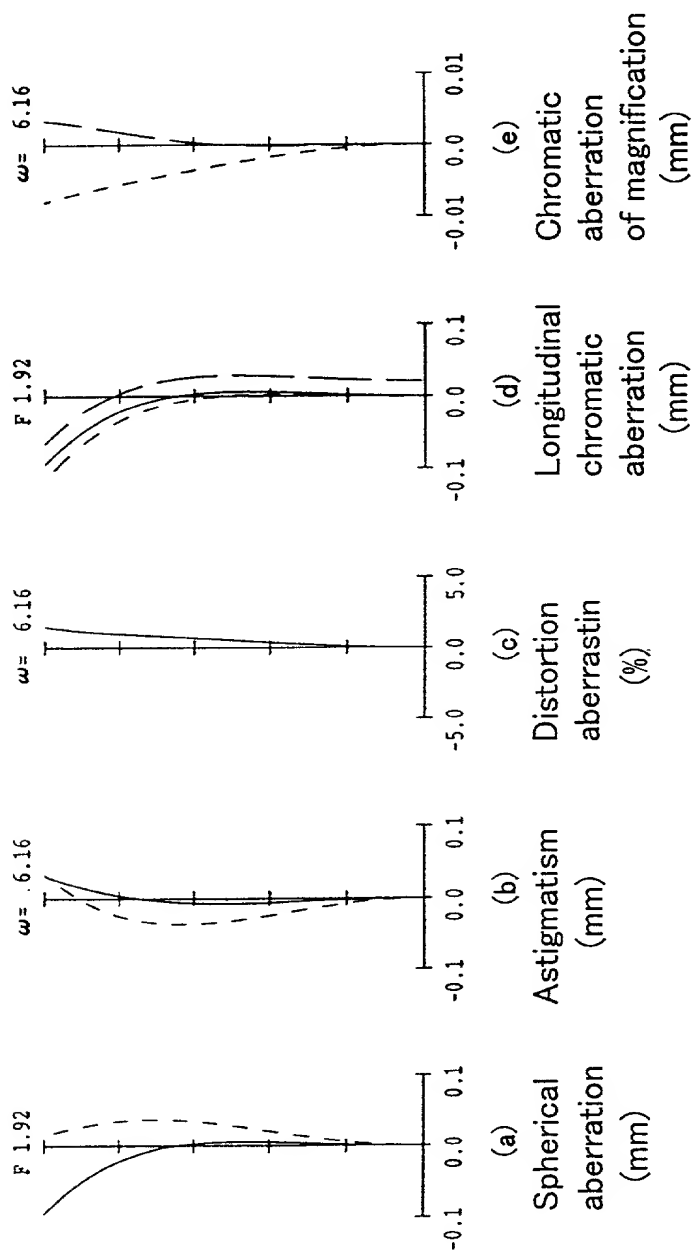 F 1.92
-0.1 0.0 0.1
(a)
Spherical
aberration
(mm)
ω= .6.16
-0.1 0.0 0.1
(b)
Astigmatism
(mm)
ω= 6.16
-5.0 0.0 5.0
(c)
Distortion
aberrastin
(%)
F 1.92
-0.1 0.0 0.1
(d)
Longitudinal
chromatic
aberration
(mm)
ω= 6.16
-0.01 0.0 0.01
(e)
Chromatic
aberration
of magnification
(mm)